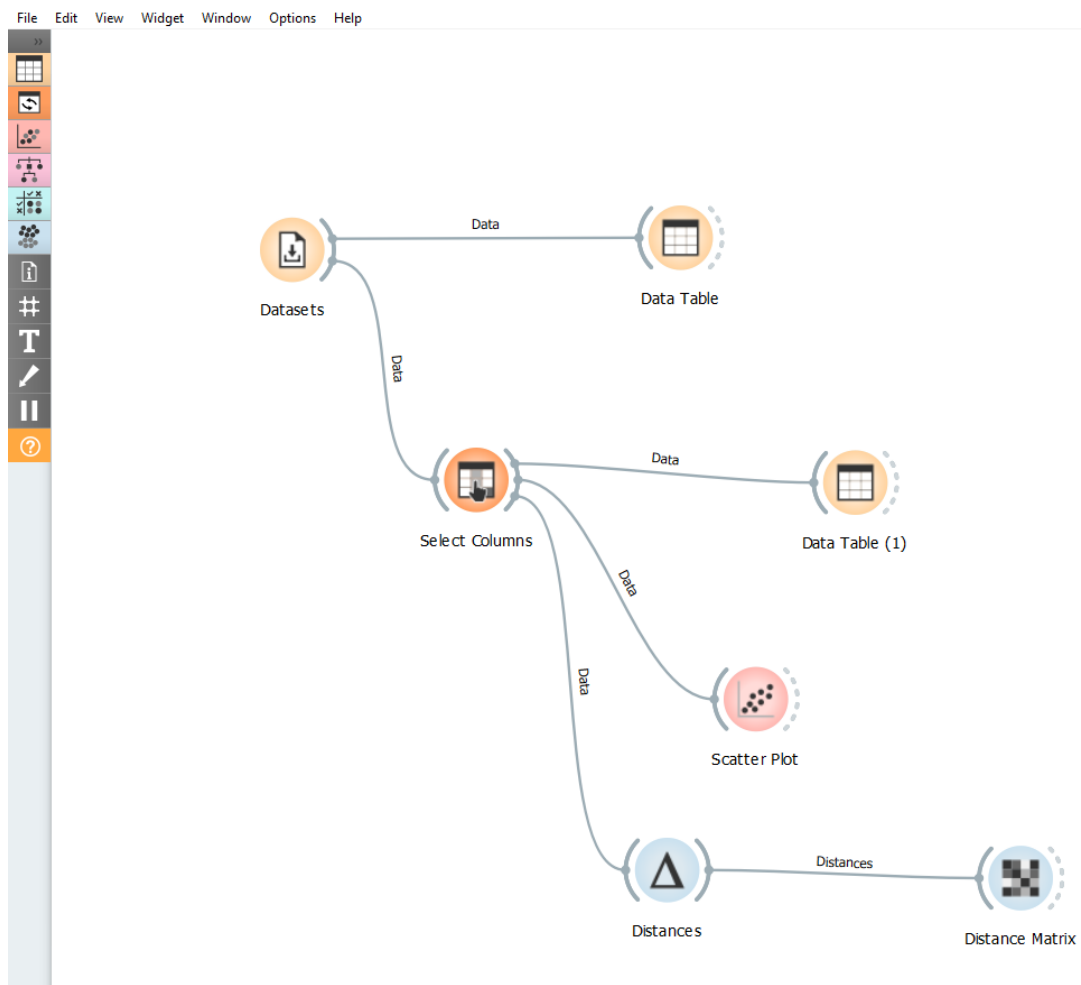 File Edit View Widget Window Options Help
Data
Datasets
Data Table
Data
Data
Select Columns
Data Table (1)
Data
Data
Scatter Plot
Distances
Distances
Distance Matrix